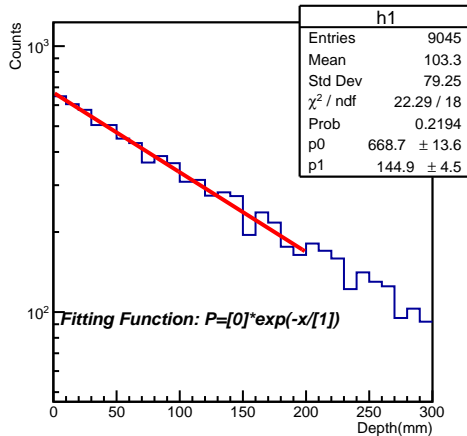 h1
Entries 9045
Mean 103.3
Std Dev 79.25
χ² / ndf 22.29 / 18
Prob 0.2194
p0 668.7 ± 13.6
p1 144.9 ± 4.5
Counts
10³
10²
Fitting Function: P=[0]*exp(-x/[1])
0 50 100 150 200 250 300
Depth(mm)